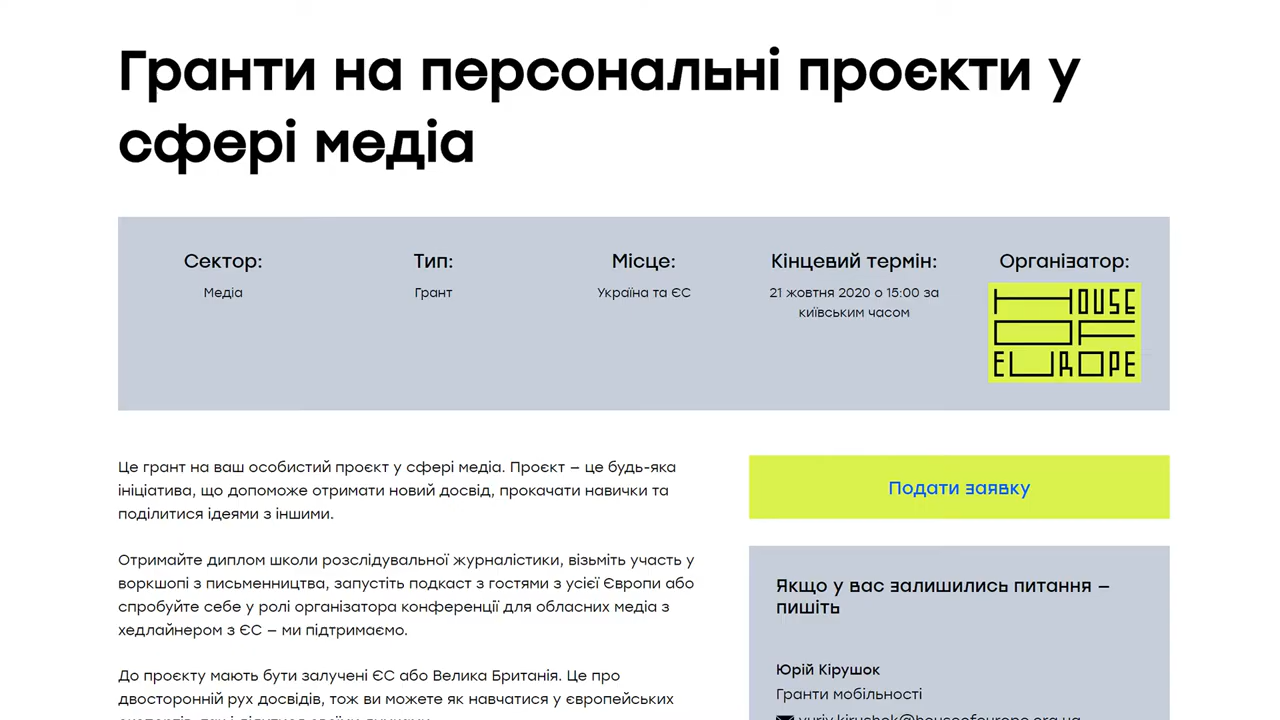 Гранти на персональні проєкти у
сфері медіа
Сектор:
Медіа
Тип:
Грант
Місце:
Україна та ЄС
Кінцевий термін:
21 жовтня 2020 о 15:00 за
київським часом
Організатор:
HOUSE
OF
EUROPE
Це грант на ваш особистий проєкт у сфері медіа. Проєкт – це будь-яка
ініціатива, що допоможе отримати новий досвід, прокачати навички та
поділитися ідеями з іншими.
Отримайте диплом школи розслідувальної журналістики, візьміть участь у
воркшопі з письменництва, запустіть подкаст з гостями з усієї Європи або
спробуйте себе у ролі організатора конференції для обласних медіа з
хедлайнером з ЄС – ми підтримаємо.
До проєкту мають бути залучені ЄС або Велика Британія. Це про
двосторонній рух досвідів, тож ви можете як навчатися у європейських
Подати заявку
Якщо у вас залишились питання –
пишіть
Юрій Кірушок
Гранти мобільності
yuriy.kirushok@houseofeurope.org.ua